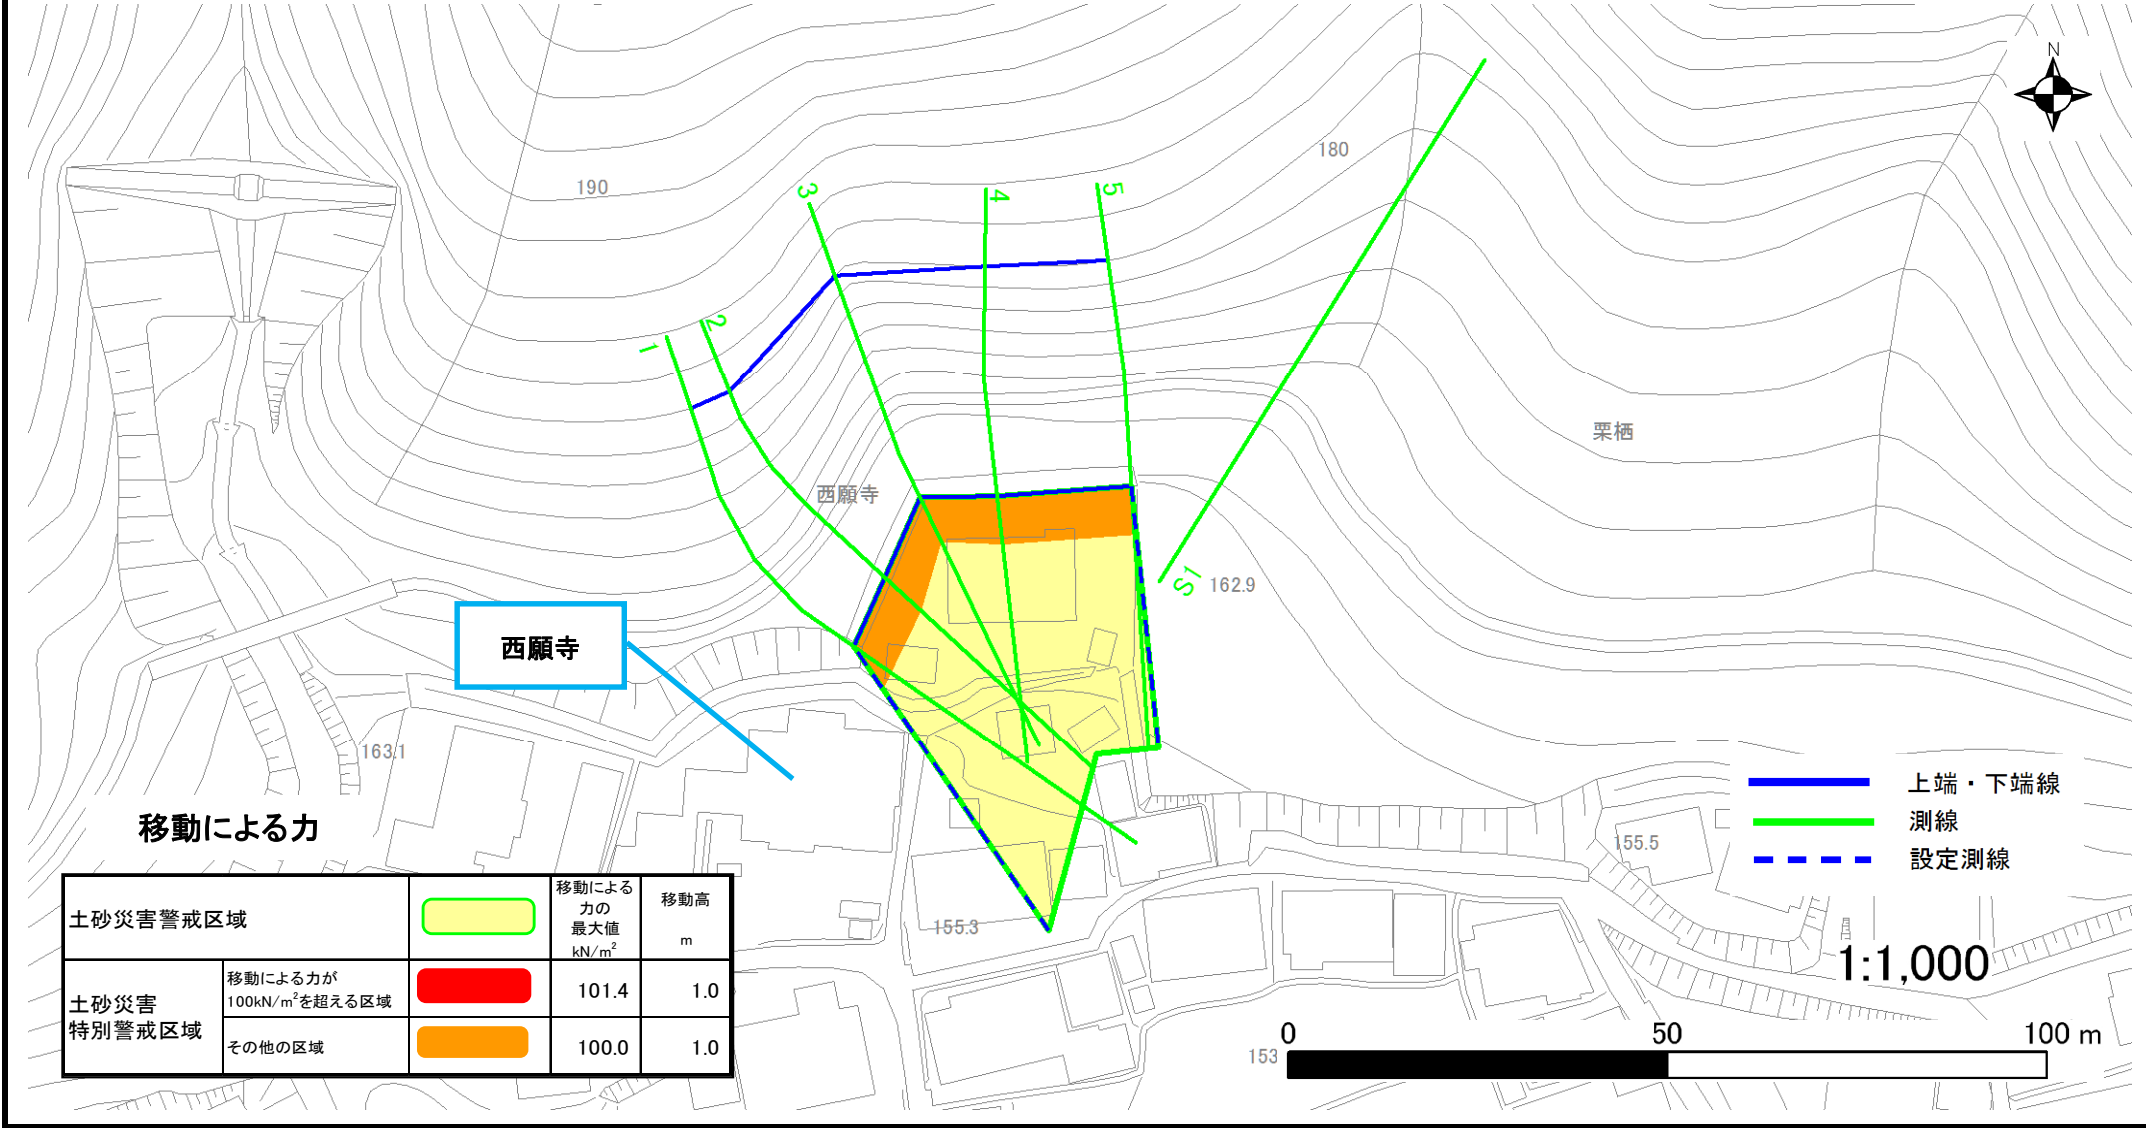 N
180
190
3
4
5
2
1
栗栖
西願寺
S1
162.9
西願寺
163.1
上端・下端線
測線
設定測線
移動による力
155.5
155.3
1:1,000
0 50 100 m
153
土砂災害警戒区域
移動による
力の
最大値
kN/m²
移動高
m
土砂災害
特別警戒区域
移動による力が
100kN/m²を超える区域
101.4 1.0
その他の区域
100.0 1.0